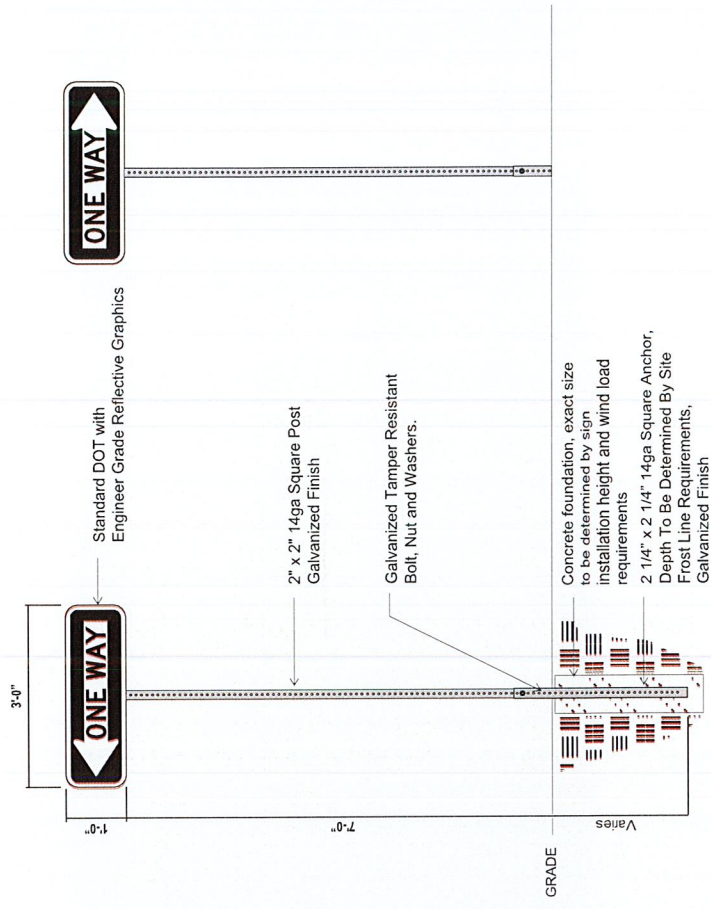 3'-0"
1'-0"
7'-0"
Varies
GRADE
ONE WAY
Standard DOT with
Engineer Grade Reflective Graphics
2" x 2" 14ga Square Post
Galvanized Finish
Galvanized Tamper Resistant
Bolt, Nut and Washers.
Concrete foundation, exact size
to be determined by sign
installation height and wind load
requirements
2 1/4" x 2 1/4" 14ga Square Anchor,
Depth To Be Determined By Site
Frost Line Requirements,
Galvanized Finish
ONE WAY